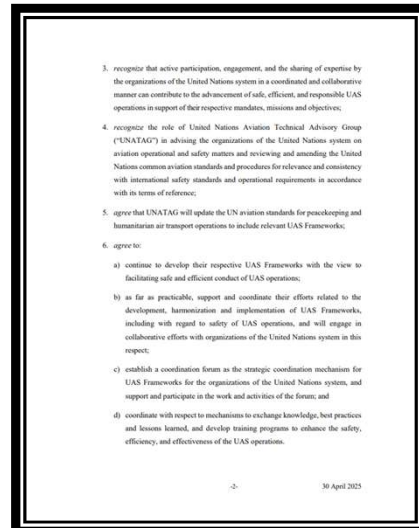 3. recognize that active participation, engagement, and the sharing of expertise by
the organizations of the United Nations system in a coordinated and collaborative
manner can contribute to the advancement of safe, efficient, and responsible UAS
operations in support of their respective mandates, missions and objectives;
4. recognize the role of United Nations Aviation Technical Advisory Group
("UNATAG") in advising the organizations of the United Nations system on
aviation operational and safety matters and reviewing and amending the United
Nations common aviation standards and procedures for relevance and consistency
with international safety standards and operational requirements in accordance
with its terms of reference;
5. agree that UNATAG will update the UN aviation standards for peacekeeping and
humanitarian air transport operations to include relevant UAS Frameworks;
6. agree to:
a) continue to develop their respective UAS Frameworks with the view to
facilitating safe and efficient conduct of UAS operations;
b) as far as practicable, support and coordinate their efforts related to the
development, harmonization and implementation of UAS Frameworks,
including with regard to safety of UAS operations, and will engage in
collaborative efforts with organizations of the United Nations system in this
respect;
c) establish a coordination forum as the strategic coordination mechanism for
UAS Frameworks for the organizations of the United Nations system, and
support and participate in the work and activities of the forum; and
d) coordinate with respect to mechanisms to exchange knowledge, best practices
and lessons learned, and develop training programs to enhance the safety,
efficiency, and effectiveness of the UAS operations.
-2- 30 April 2025